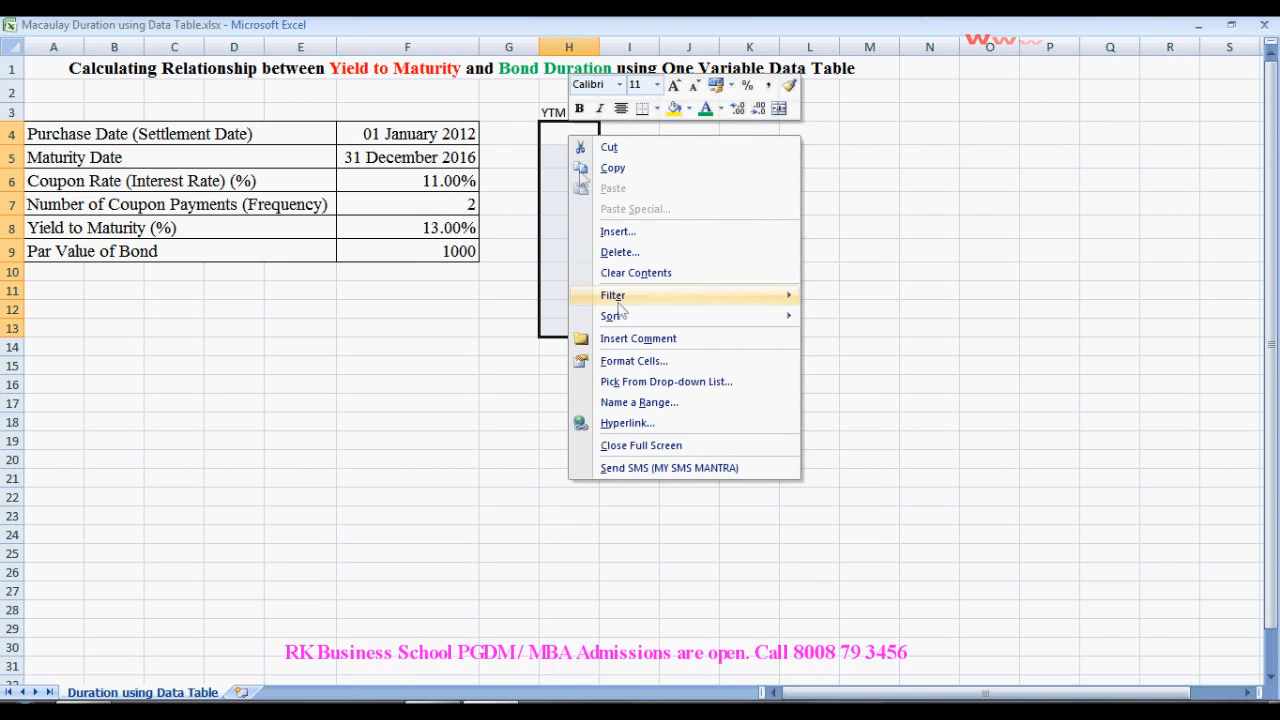 Macaulay Duration using Data Table.xlsx - Microsoft Excel
WWW
A B C D E F G H I J K L M N O P Q R S
1 Calculating Relationship between Yield to Maturity and Bond Duration using One Variable Data Table
2 Calibri 11
3 YTM
4 Purchase Date (Settlement Date) 01 January 2012
5 Maturity Date 31 December 2016
6 Coupon Rate (Interest Rate) (%) 11.00%
7 Number of Coupon Payments (Frequency) 2
8 Yield to Maturity (%) 13.00%
9 Par Value of Bond 1000
10
11
12
13
14
15
16
17
18
19
20
21
22
23
24
25
26
27
28
29
30
31
Cut
Copy
Paste
Paste Special...
Insert...
Delete...
Clear Contents
Filter
Sort
Insert Comment
Format Cells...
Pick From Drop-down List...
Name a Range...
Hyperlink...
Close Full Screen
Send SMS (MY SMS MANTRA)
RK Business School PGDM/ MBA Admissions are open. Call 8008 79 3456
Duration using Data Table